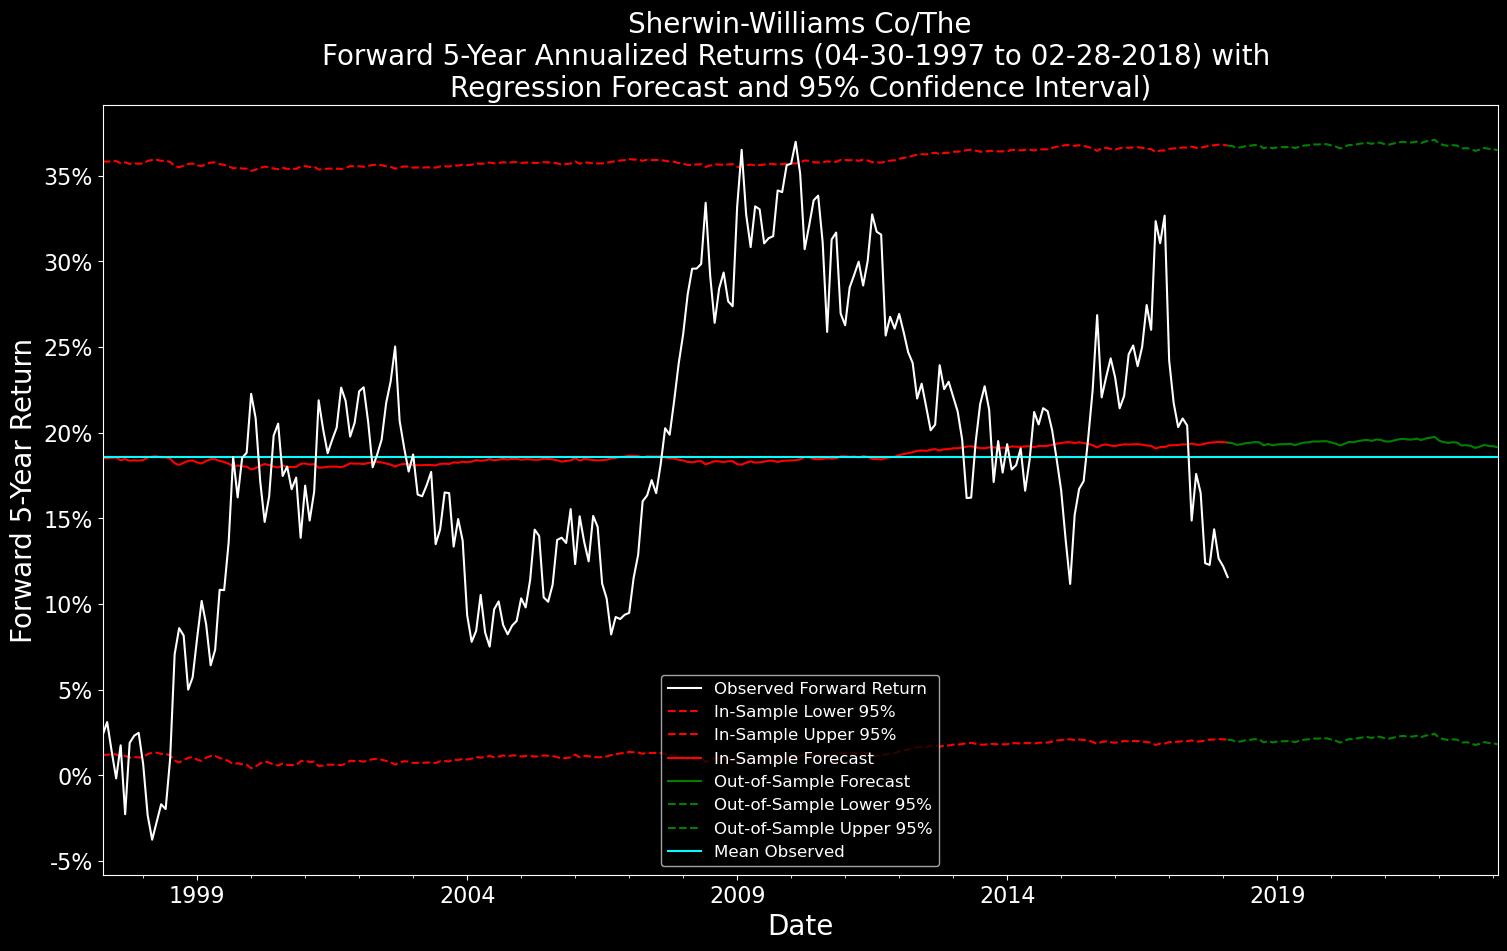 Sherwin-Williams Co/The
Forward 5-Year Annualized Returns (04-30-1997 to 02-28-2018) with
Regression Forecast and 95% Confidence Interval)
Forward 5-Year Return
35%
30%
25%
20%
15%
10%
5%
0%
-5%
Observed Forward Return
In-Sample Lower 95%
In-Sample Upper 95%
In-Sample Forecast
Out-of-Sample Forecast
Out-of-Sample Lower 95%
Out-of-Sample Upper 95%
Mean Observed
1999 2004 2009 2014 2019
Date